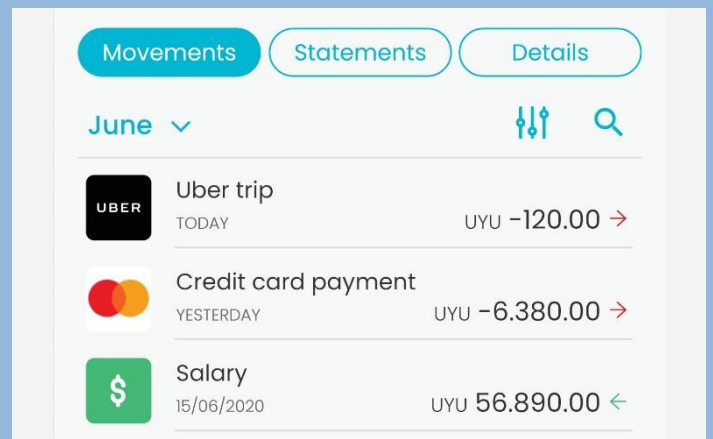 Movements Statements Details
June
UBER
Uber trip
TODAY UYU -120.00
Credit card payment
YESTERDAY UYU -6.380.00
$
Salary
15/06/2020 UYU 56.890.00